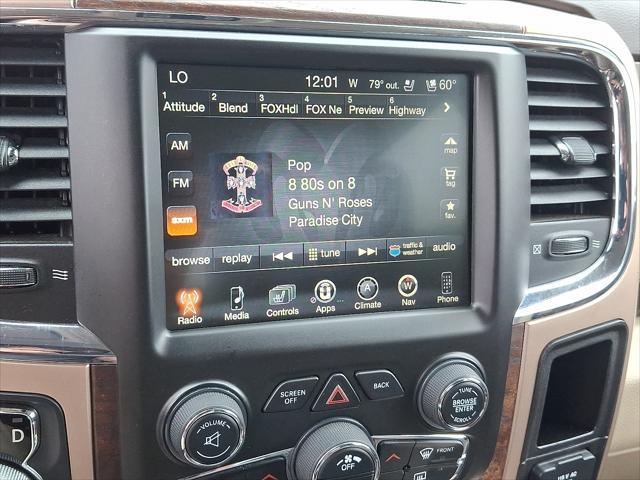 LO 12:01 W 79° out. 60°
1 Attitude 2 Blend 3 FOXHdl 4 FOX Ne 5 Preview 6 Highway
AM
map
Pop
8 80s on 8
FM
tag
Guns N' Roses
sxm
fav.
Paradise City
browse replay tune traffic & weather audio
A W
Radio Media Controls Apps Climate Nav Phone
SCREEN OFF
BACK
TUNE
BROWSE ENTER
SCROLL
VOLUME
D
OFF
FRONT
115 V AC